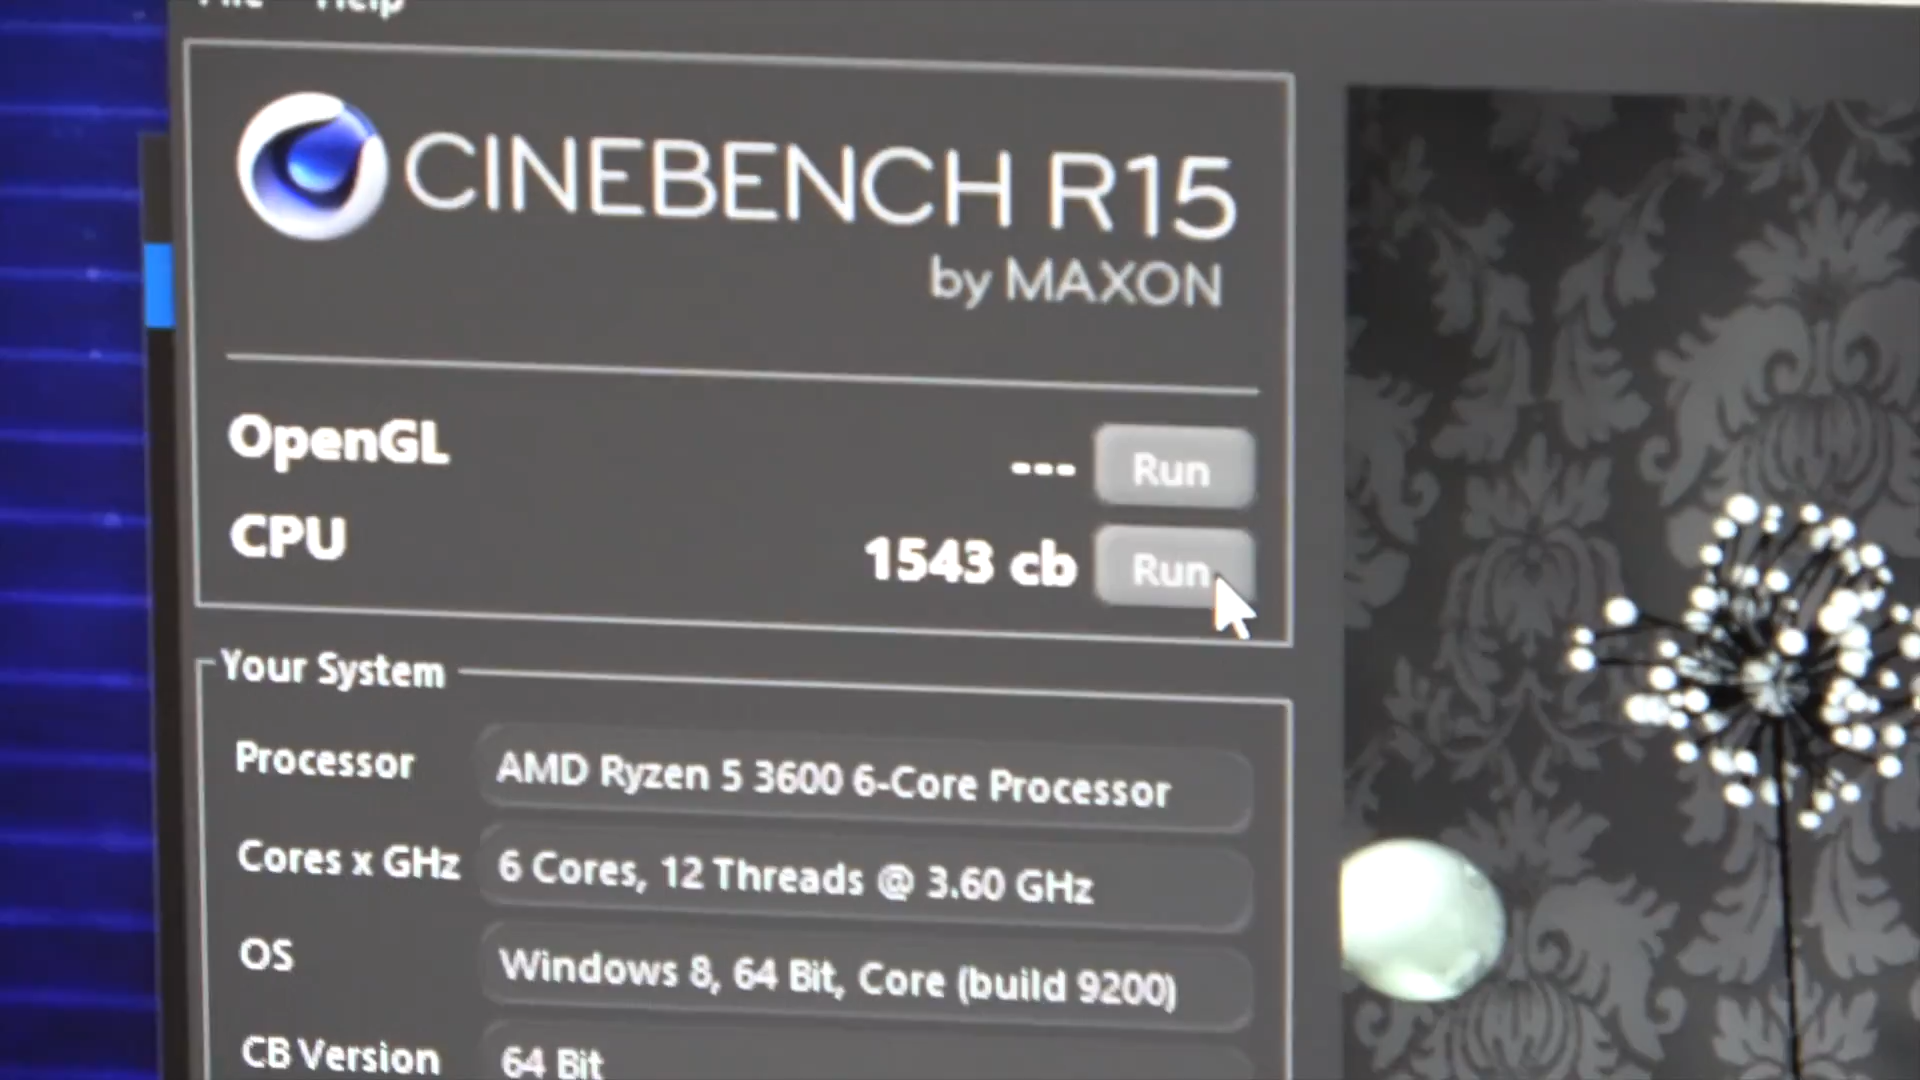 File Help
CINEBENCH R15
by MAXON
OpenGL --- Run
CPU 1543 cb Run
Your System
Processor AMD Ryzen 5 3600 6-Core Processor
Cores x GHz 6 Cores, 12 Threads @ 3.60 GHz
OS Windows 8, 64 Bit, Core (build 9200)
CB Version 64 Bit